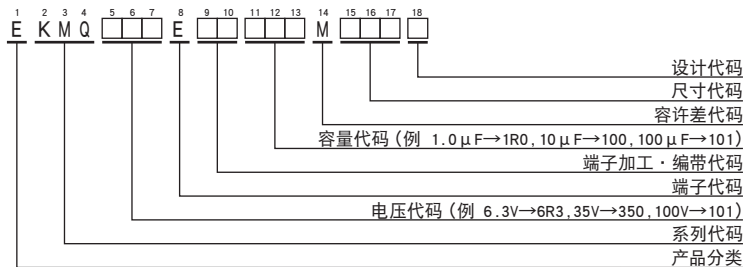 1 2 3 4 5 6 7 8 9 10 11 12 13 14 15 16 17 18
E KMQ □□□ E □□ □□□ M □□□ □
设计代码
尺寸代码
容许差代码
容量代码(例 1.0μF→1R0,10μF→100,100μF→101)
端子加工・编带代码
端子代码
电压代码(例 6.3V→6R3,35V→350,100V→101)
系列代码
产品分类